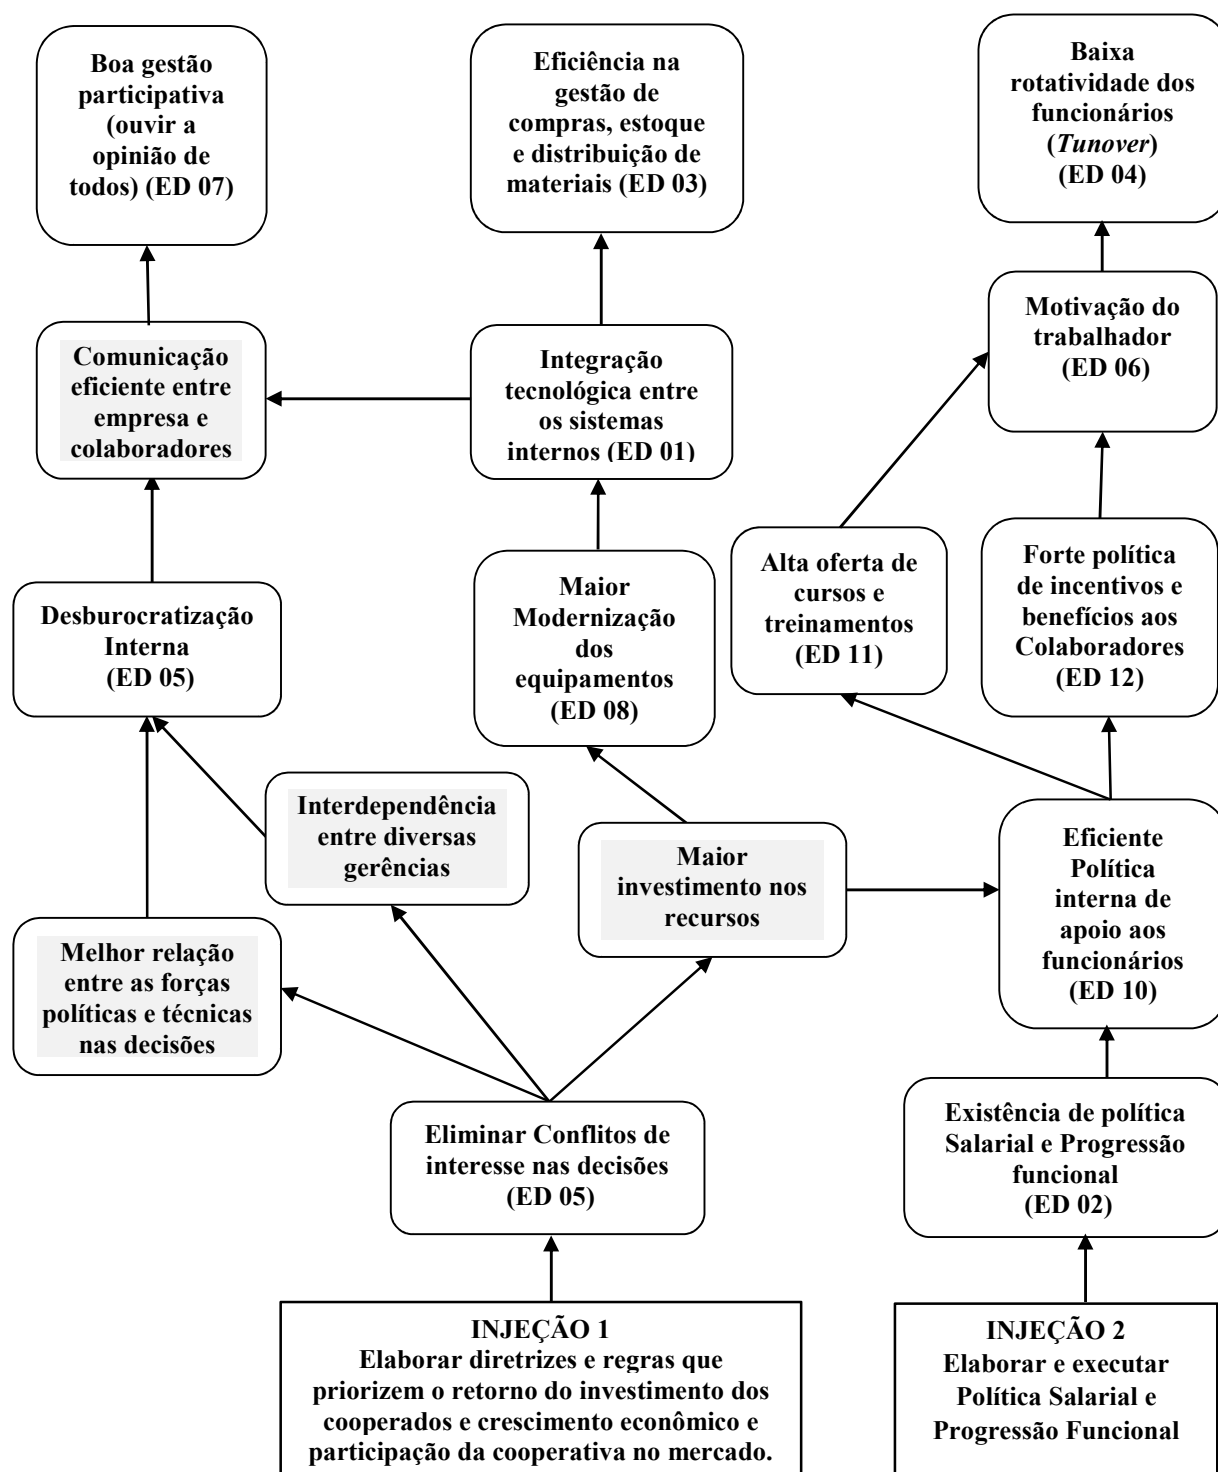 Boa gestão
participativa
(ouvir a
opinião de
todos) (ED 07)
Eficiência na
gestão de
compras, estoque
e distribuição de
materiais (ED 03)
Baixa
rotatividade dos
funcionários
(Tunover)
(ED 04)
Motivação do
trabalhador
(ED 06)
Comunicação
eficiente entre
empresa e
colaboradores
Integração
tecnológica entre
os sistemas
internos (ED 01)
Alta oferta de
cursos e
treinamentos
(ED 11)
Forte política
de incentivos e
benefícios aos
Colaboradores
(ED 12)
Desburocratização
Interna
(ED 05)
Maior
Modernização
dos
equipamentos
(ED 08)
Interdependência
entre diversas
gerências
Maior
investimento nos
recursos
Eficiente
Política
interna de
apoio aos
funcionários
(ED 10)
Melhor relação
entre as forças
políticas e técnicas
nas decisões
Eliminar Conflitos de
interesse nas decisões
(ED 05)
Existência de política
Salarial e Progressão
funcional
(ED 02)
INJEÇÃO 1
Elaborar diretrizes e regras que
priorizem o retorno do investimento dos
cooperados e crescimento econômico e
participação da cooperativa no mercado.
INJEÇÃO 2
Elaborar e executar
Política Salarial e
Progressão Funcional